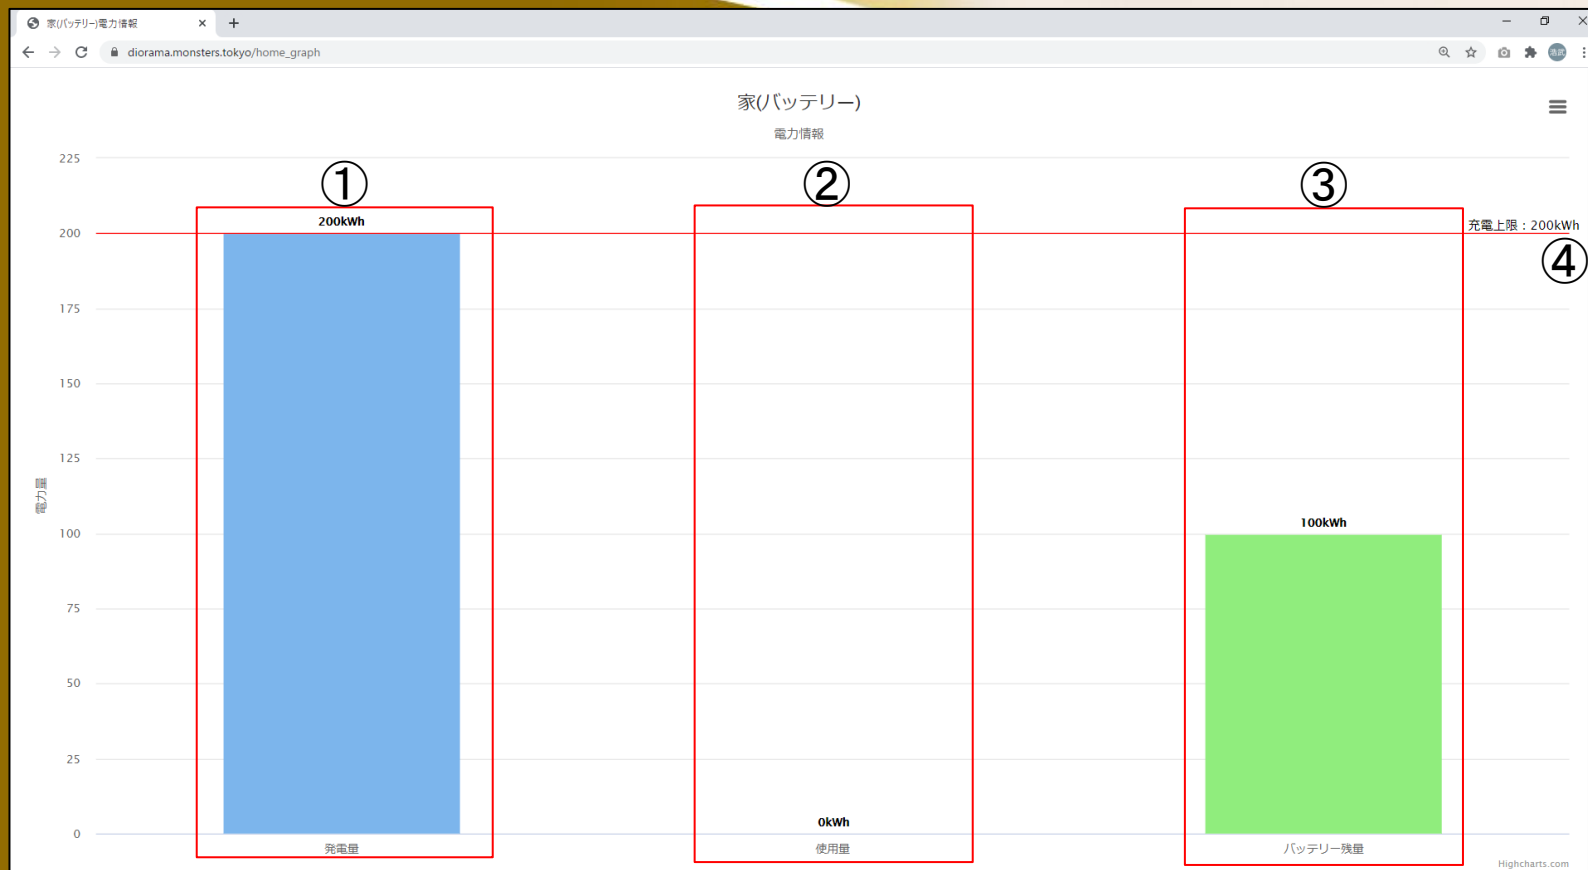 家(バッテリー)電力情報
diorama.monsters.tokyo/home_graph
浩武
家(バッテリー)
電力情報
①
②
③
④
225
200
175
150
125
100
75
50
25
0
電力量
200kWh
0kWh
100kWh
充電上限：200kWh
発電量
使用量
バッテリー残量
Highcharts.com